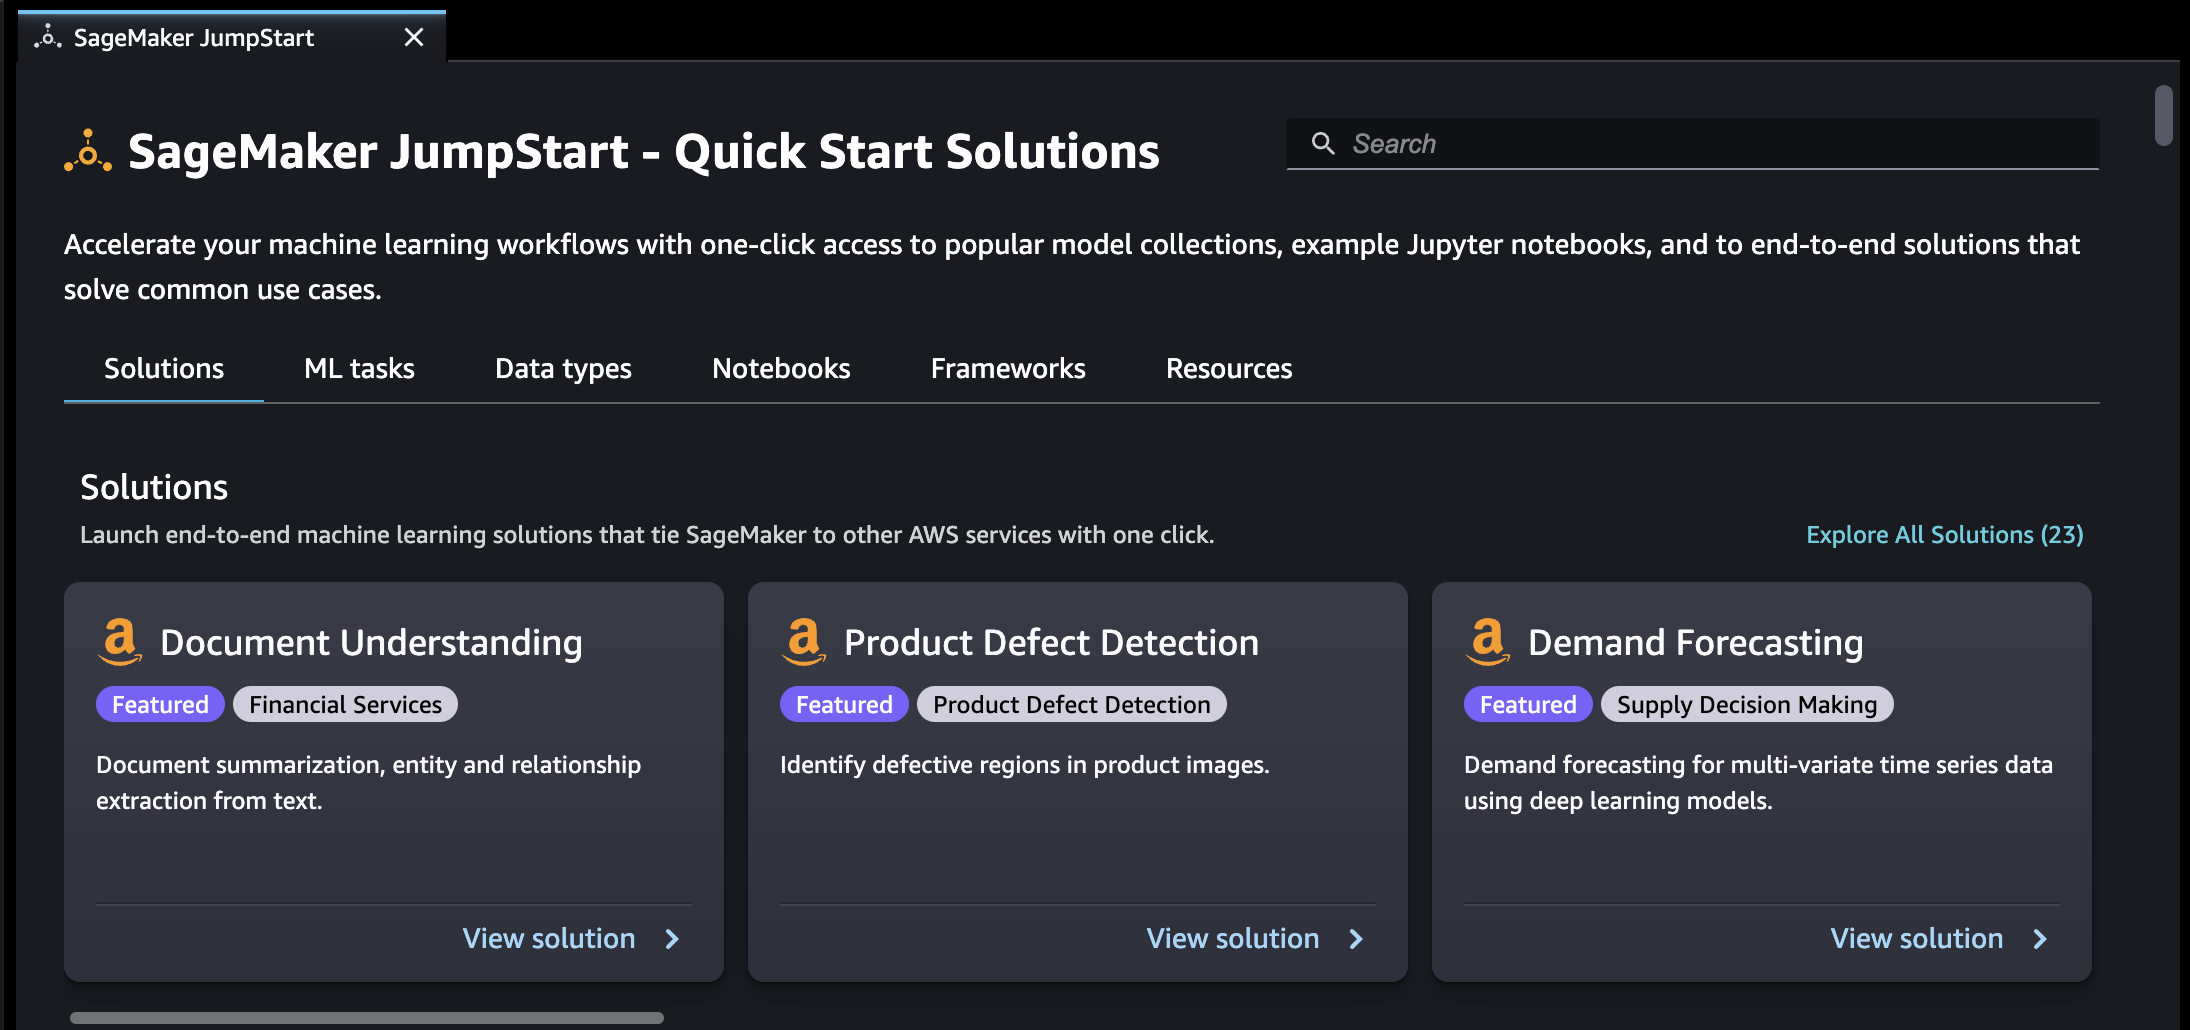 SageMaker JumpStart
SageMaker JumpStart - Quick Start Solutions
Search
Accelerate your machine learning workflows with one-click access to popular model collections, example Jupyter notebooks, and to end-to-end solutions that
solve common use cases.
Solutions
ML tasks
Data types
Notebooks
Frameworks
Resources
Solutions
Launch end-to-end machine learning solutions that tie SageMaker to other AWS services with one click.
Explore All Solutions (23)
Document Understanding
Featured
Financial Services
Document summarization, entity and relationship
extraction from text.
View solution
Product Defect Detection
Featured
Product Defect Detection
Identify defective regions in product images.
View solution
Demand Forecasting
Featured
Supply Decision Making
Demand forecasting for multi-variate time series data
using deep learning models.
View solution